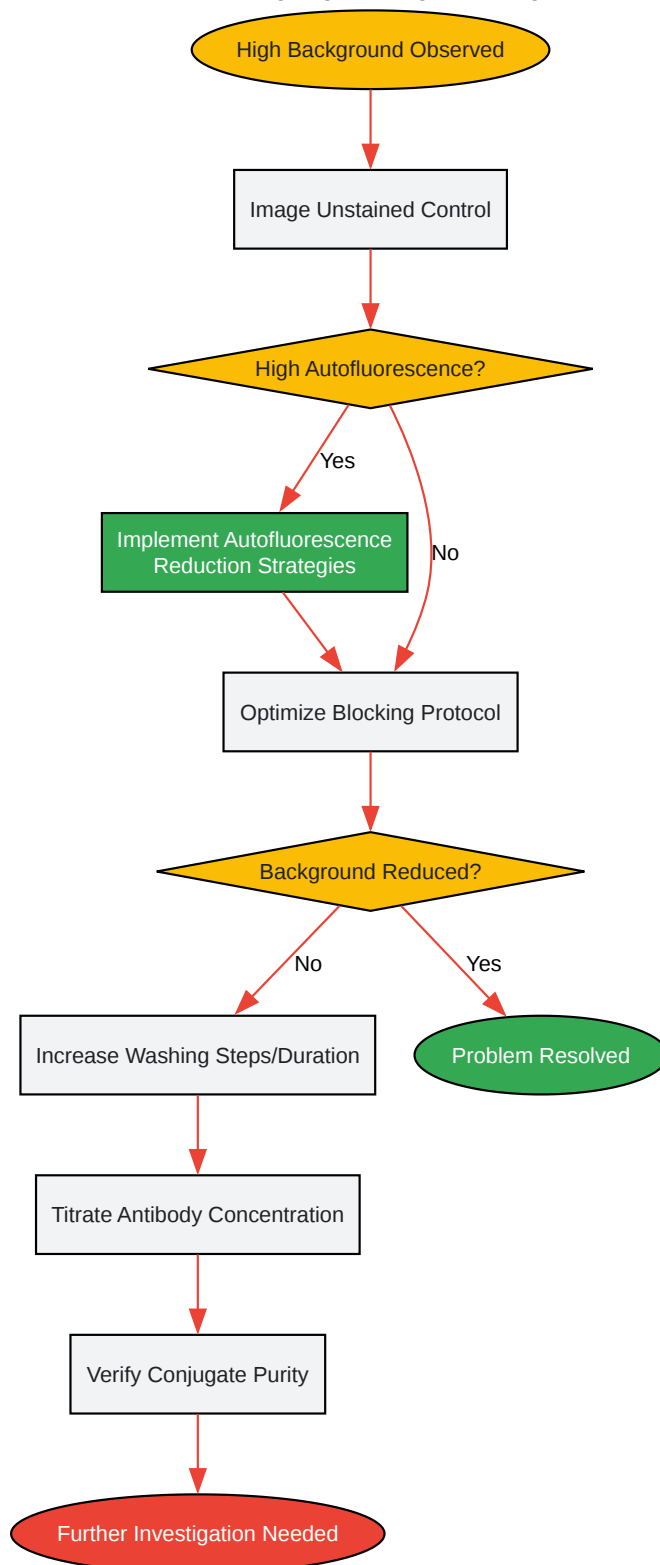 High Background Observed
Image Unstained Control
High Autofluorescence?
Yes
Implement Autofluorescence
Reduction Strategies
No
Optimize Blocking Protocol
Background Reduced?
No
Yes
Increase Washing Steps/Duration
Problem Resolved
Titrate Antibody Concentration
Verify Conjugate Purity
Further Investigation Needed